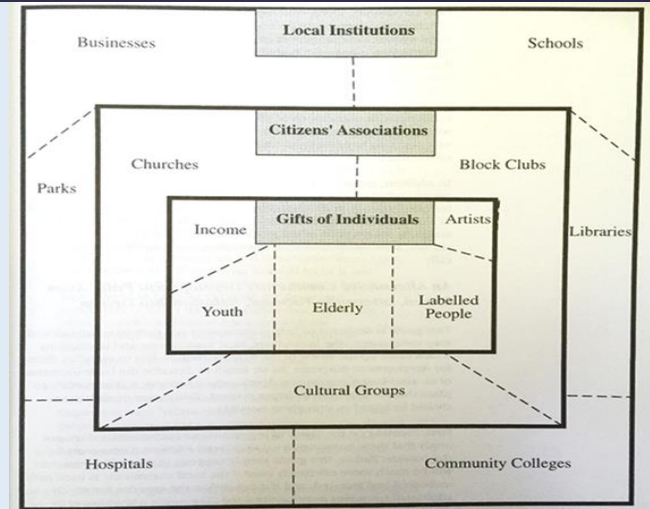 Local Institutions
Businesses
Schools
Citizens' Associations
Churches
Block Clubs
Parks
Gifts of Individuals
Income
Artists
Libraries
Youth
Elderly
Labelled
People
Cultural Groups
Hospitals
Community Colleges